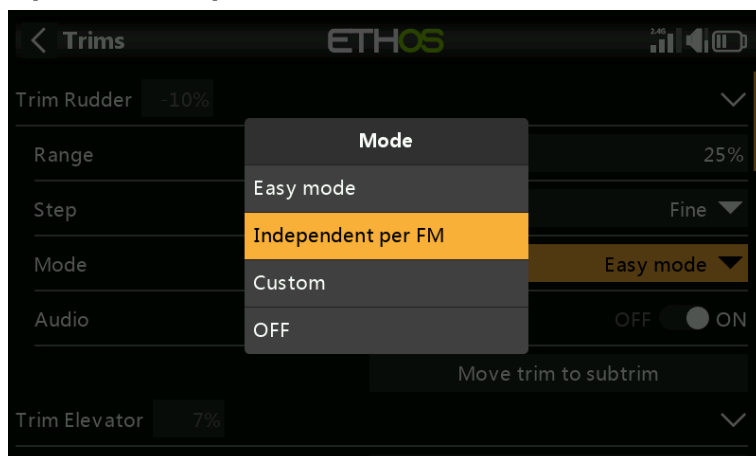 Trims
ETHOS
2.4G
Trim Rudder -10%
Mode
Range 25%
Easy mode
Step Fine
Independent per FM
Mode Easy mode
Custom
Audio OFF ON
OFF
Move trim to subtrim
Trim Elevator 7%